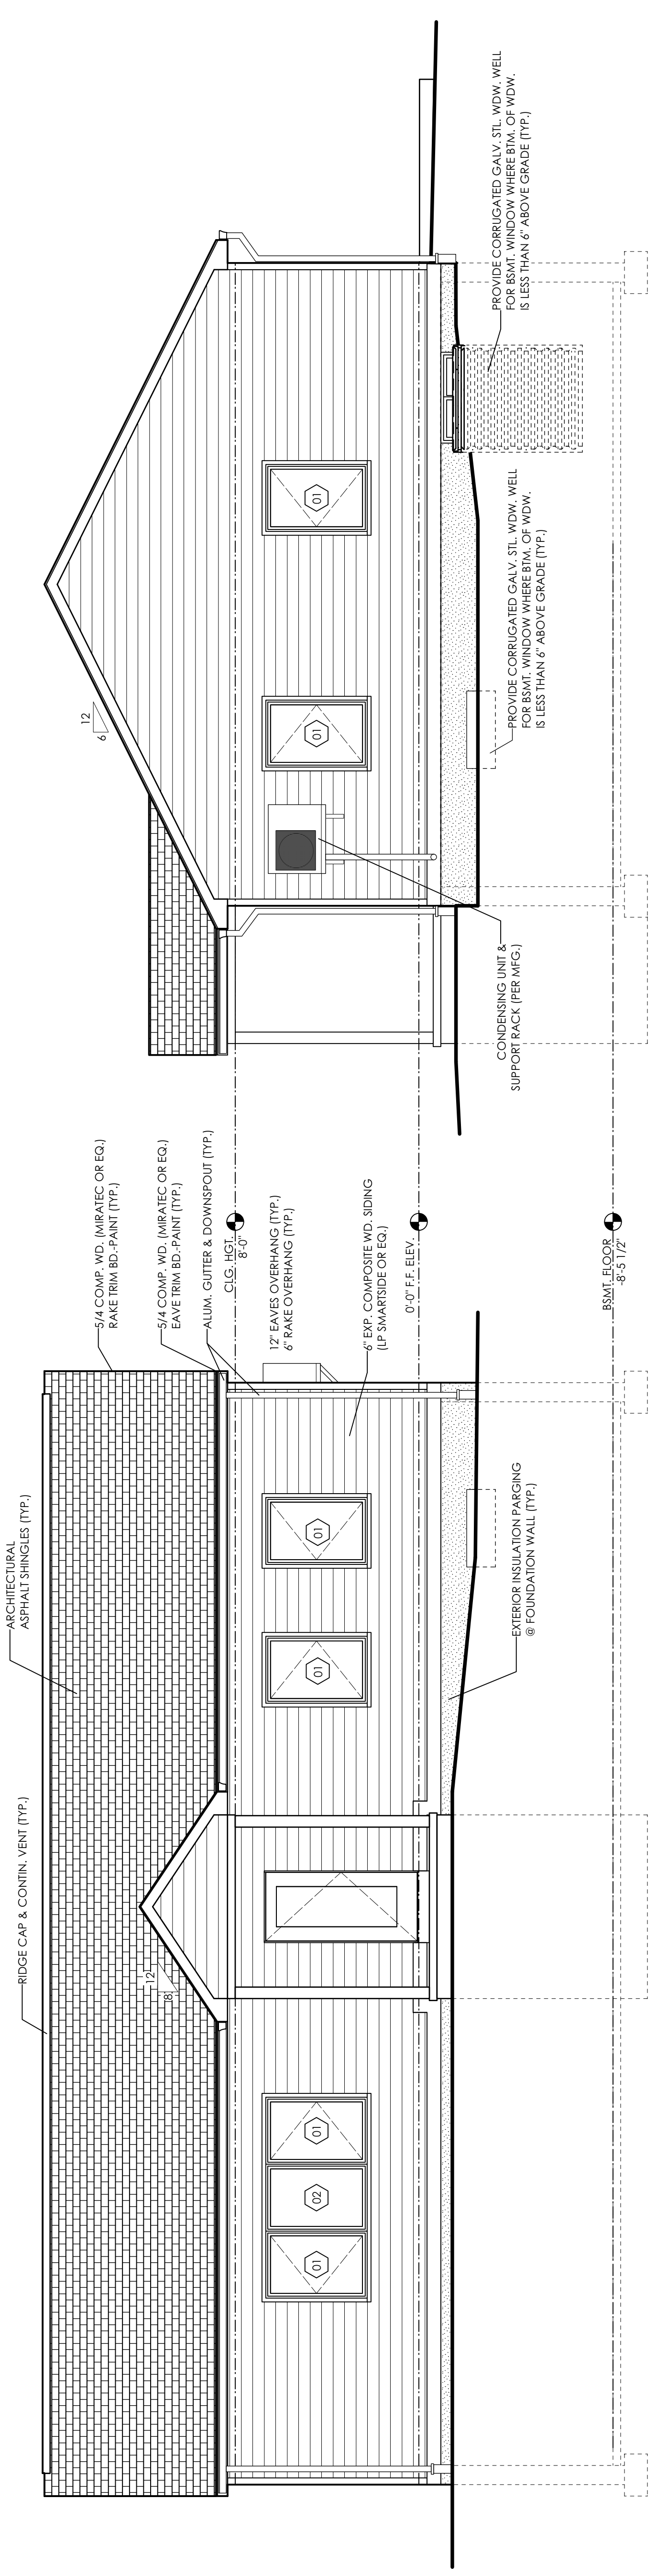 RIDGE CAP & CONTIN. VENT (TYP.)
ARCHITECTURAL
ASPHALT SHINGLES (TYP.)
5/4 COMP. WD. (MIRATEC OR EQ.)
RAKE TRIM BD.-PAINT (TYP.)
5/4 COMP. WD. (MIRATEC OR EQ.)
EAVE TRIM BD.-PAINT (TYP.)
ALUM. GUTTER & DOWNSPOUT (TYP.)
CLG. HGT.
8'-0"
12" EAVES OVERHANG (TYP.)
6" RAKE OVERHANG (TYP.)
6" EXP. COMPOSITE WD. SIDING
(LP SMARTSIDE OR EQ.)
0'-0" F.F. ELEV.
BSMT. FLOOR
-8'-5 1/2"
EXTERIOR INSULATION PARGING
@ FOUNDATION WALL (TYP.)
12
8
01
02
01
01
01
12
6
01
01
CONDENSING UNIT &
SUPPORT RACK (PER MFG.)
PROVIDE CORRUGATED GALV. STL. WDW. WELL
FOR BSMT. WINDOW WHERE BTM. OF WDW.
IS LESS THAN 6" ABOVE GRADE (TYP.)
PROVIDE CORRUGATED GALV. STL. WDW. WELL
FOR BSMT. WINDOW WHERE BTM. OF WDW.
IS LESS THAN 6" ABOVE GRADE (TYP.)